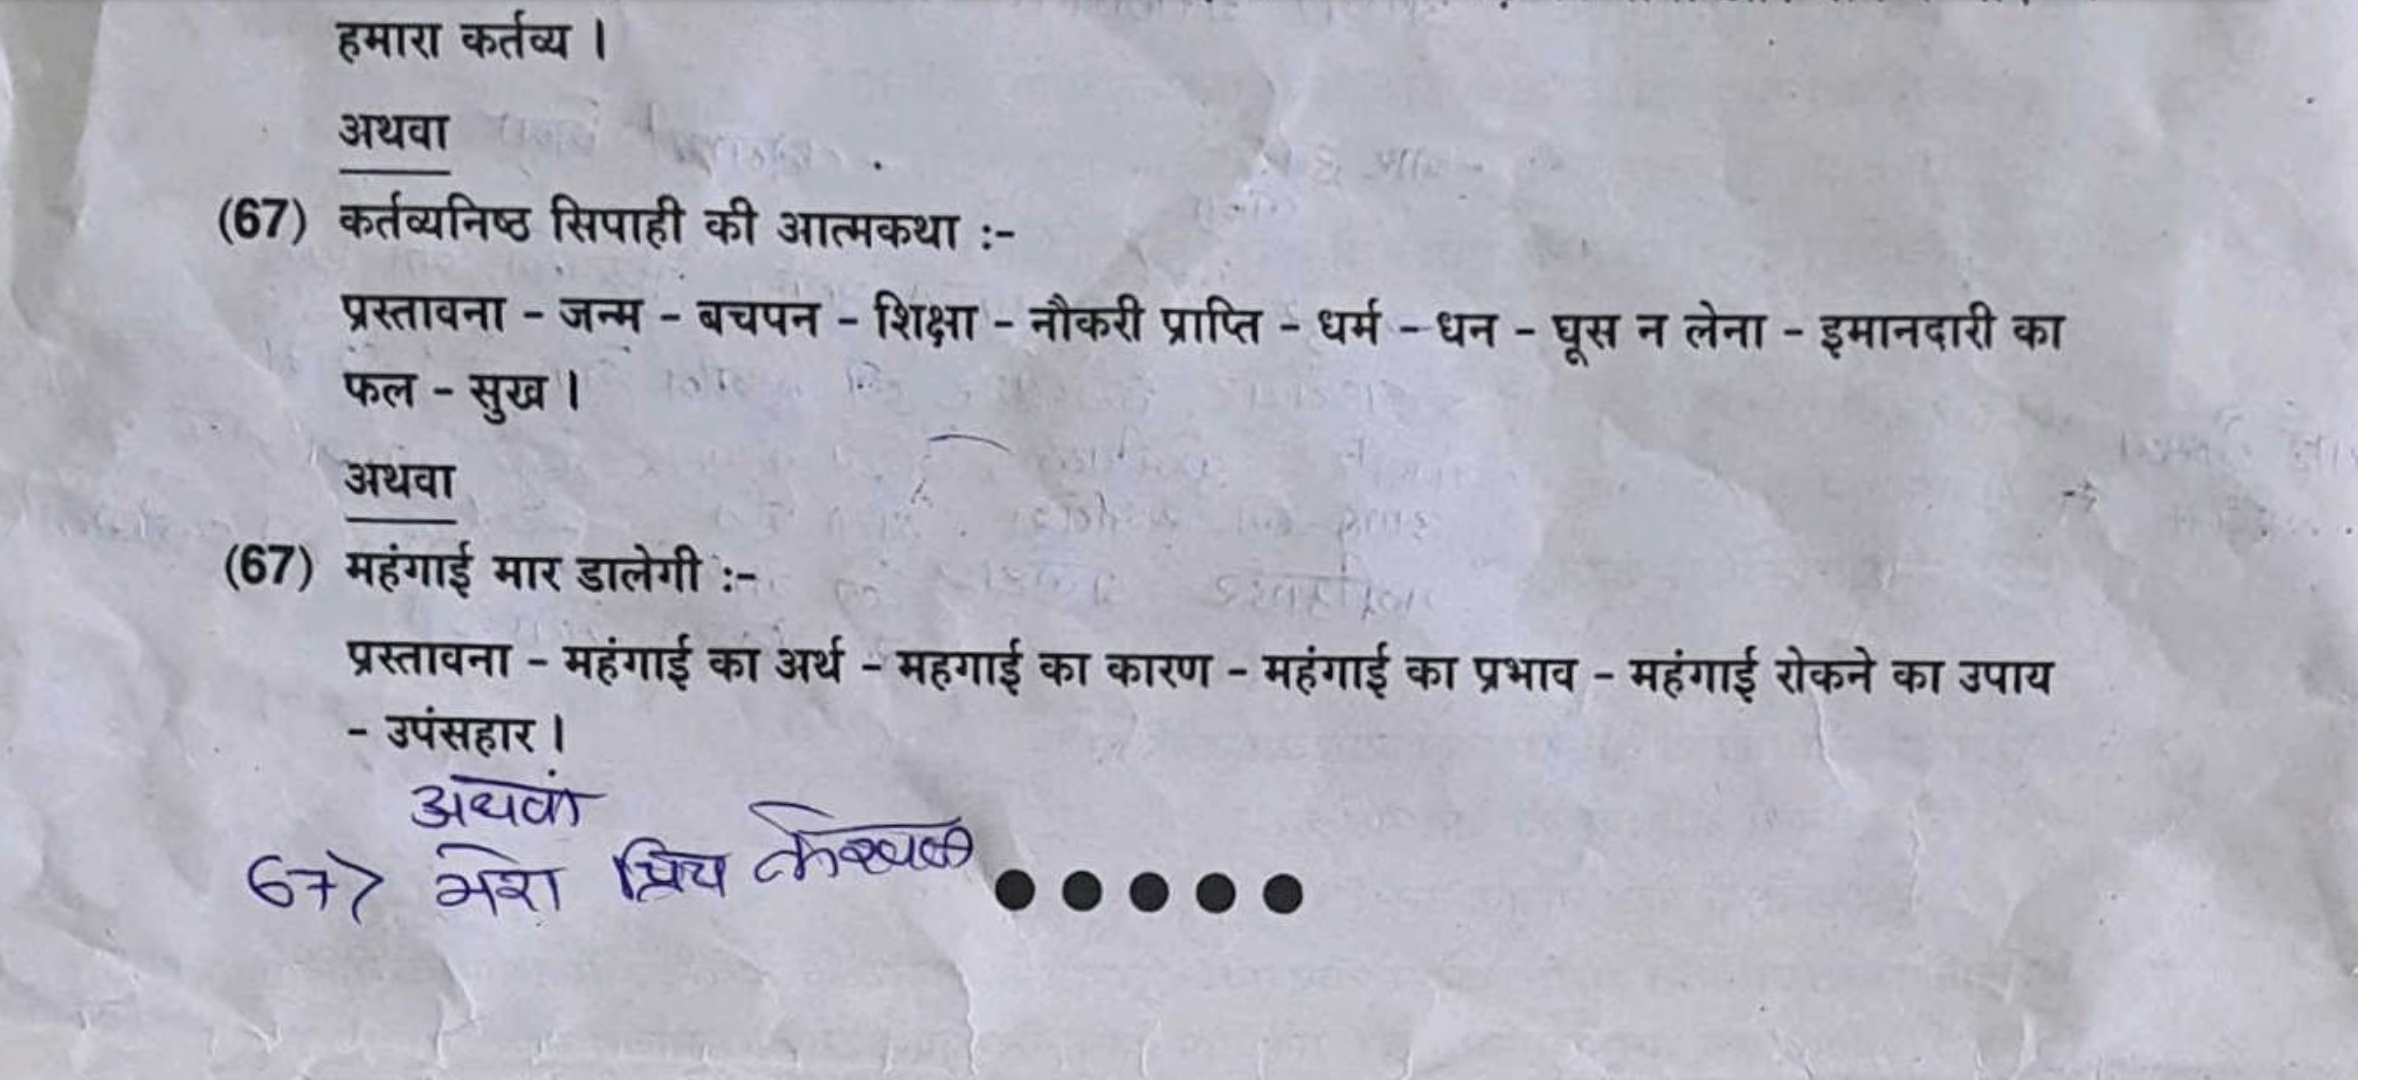 हमारा कर्तव्य ।
अथवा
(67) कर्तव्यनिष्ठ सिपाही की आत्मकथा :-
प्रस्तावना - जन्म - बचपन - शिक्षा - नौकरी प्राप्ति - धर्म - धन - घूस न लेना - इमानदारी का
फल - सुख ।
अथवा
(67) महंगाई मार डालेगी :-
प्रस्तावना - महंगाई का अर्थ - महगाई का कारण - महंगाई का प्रभाव - महंगाई रोकने का उपाय
- उपंसहार ।
अथवां
67> मेरा प्रिय